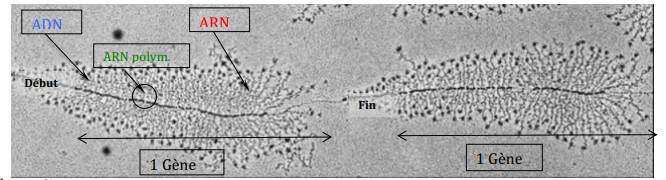 ADN
ARN
ARN polym.
Début
Fin
1 Gène
1 Gène